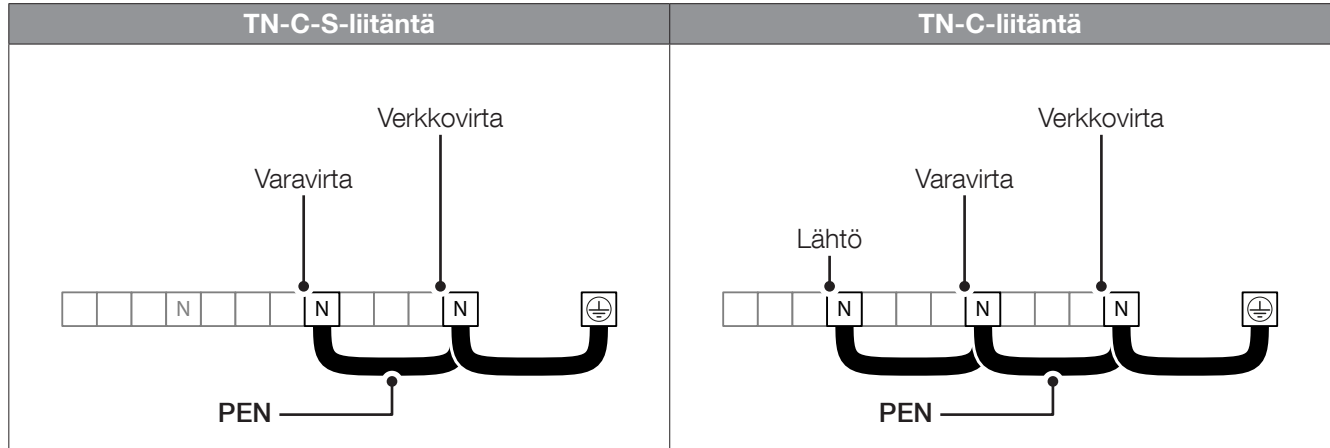 TN-C-S-liitäntä
TN-C-liitäntä
Verkkovirta
Varavirta
N N N
PEN
Verkkovirta
Varavirta
Lähtö
N N N
PEN